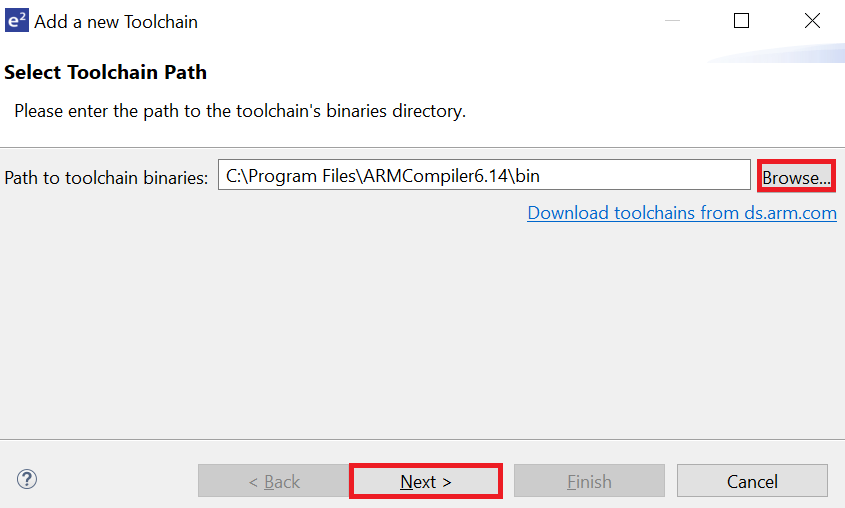 e² Add a new Toolchain
Select Toolchain Path
Please enter the path to the toolchain's binaries directory.
Path to toolchain binaries: C:\Program Files\ARMCompiler6.14\bin Browse...
Download toolchains from ds.arm.com
? < Back Next > Finish Cancel